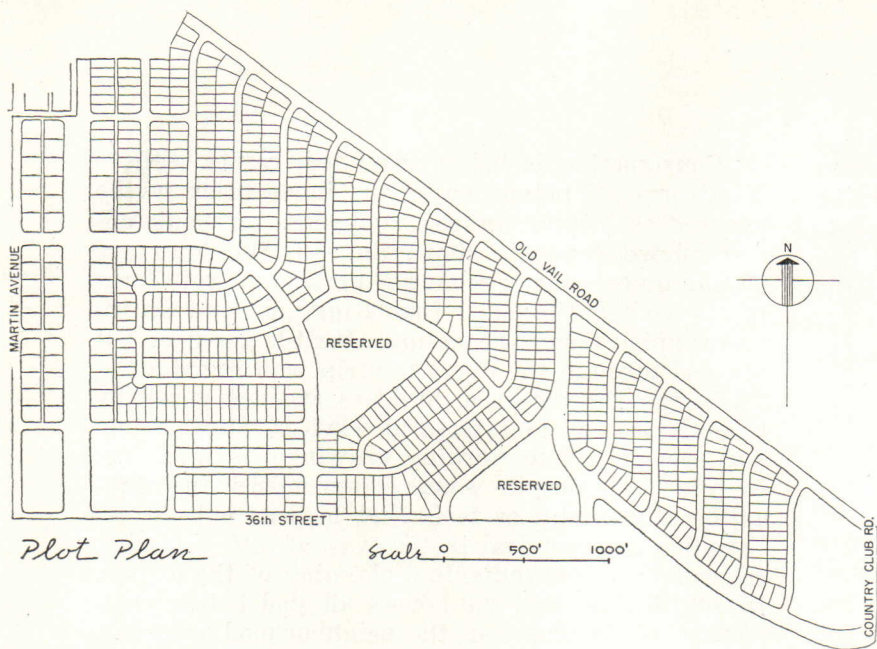 OLD VAIL ROAD
N
MARTIN AVENUE
RESERVED
RESERVED
36th STREET
COUNTRY CLUB RD.
Plot Plan
Scale 0 500' 1000'